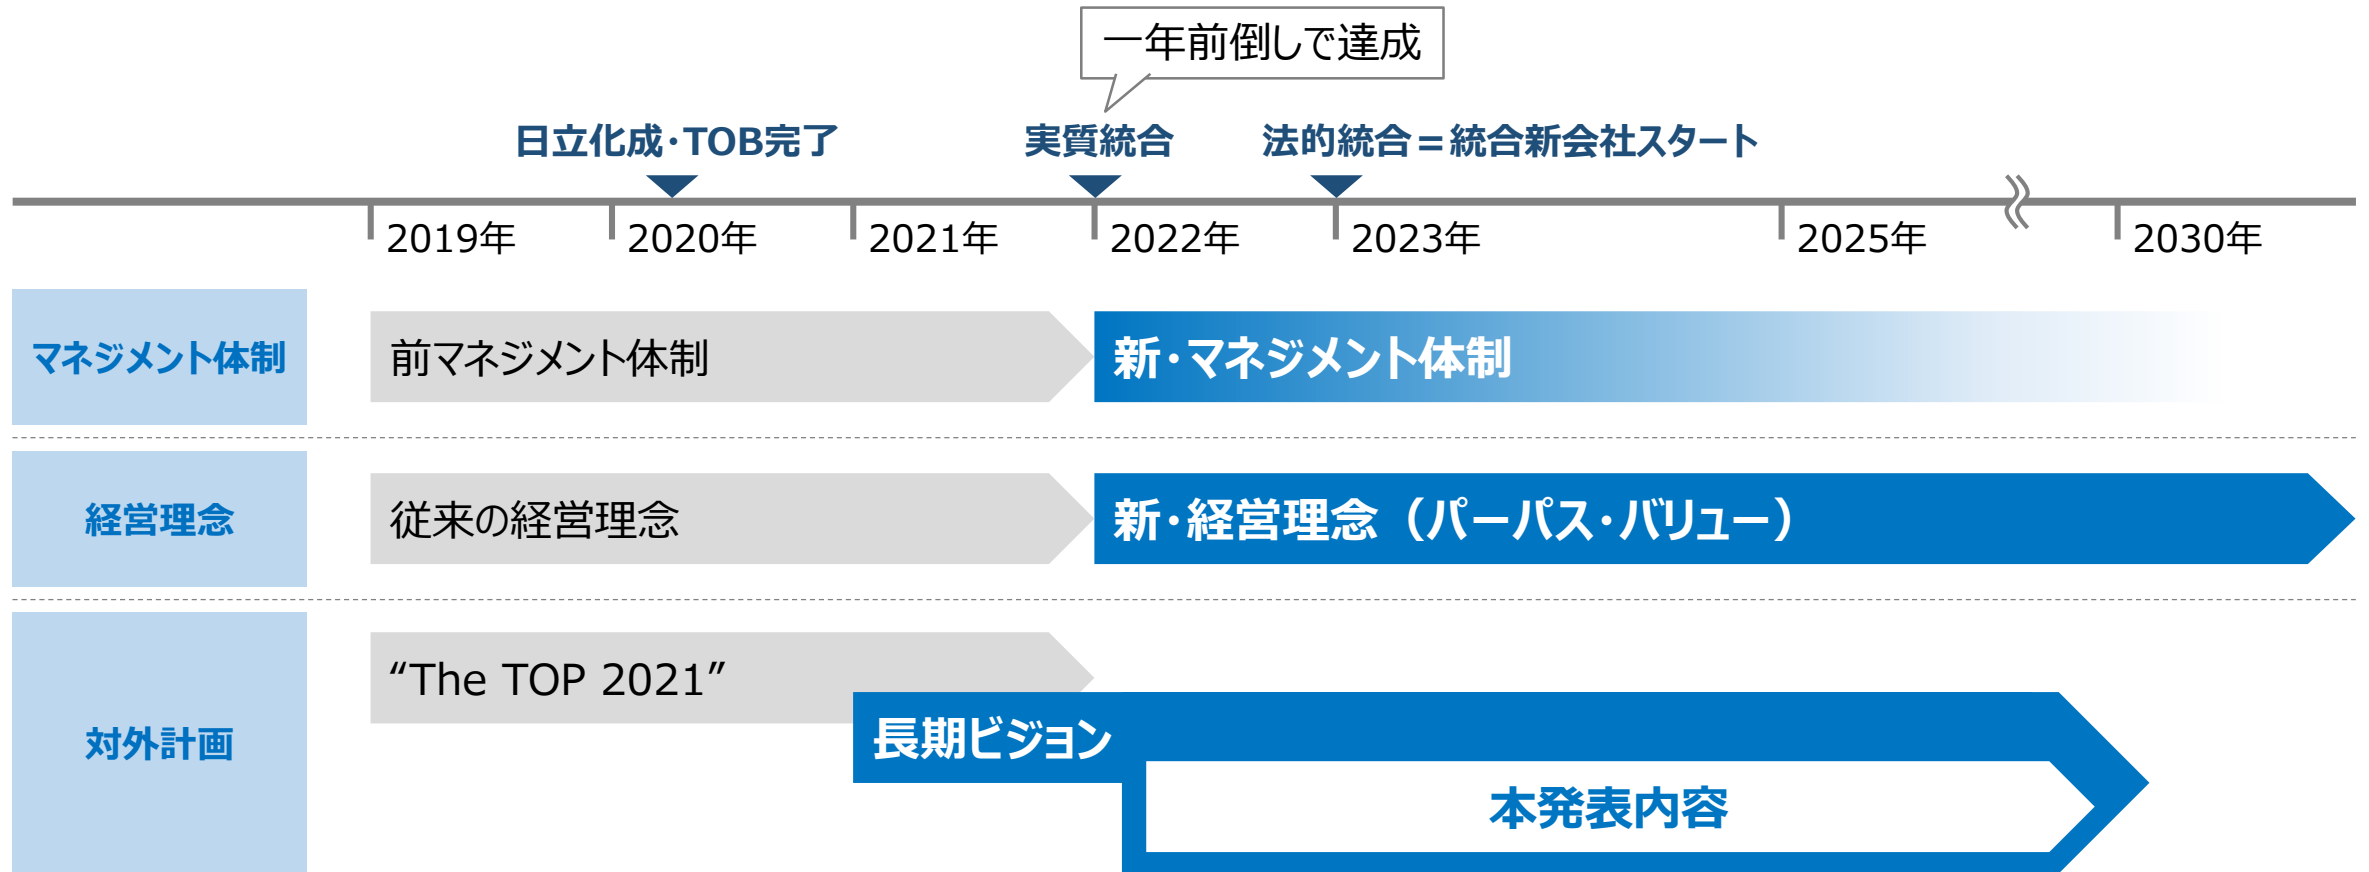 一年前倒しで達成
日立化成･TOB完了
実質統合
法的統合=統合新会社スタート
2019年
2020年
2021年
2022年
2023年
2025年
2030年
マネジメント体制
前マネジメント体制
新･マネジメント体制
経営理念
従来の経営理念
新･経営理念（パーパス･バリュー）
対外計画
“The TOP 2021”
長期ビジョン
本発表内容